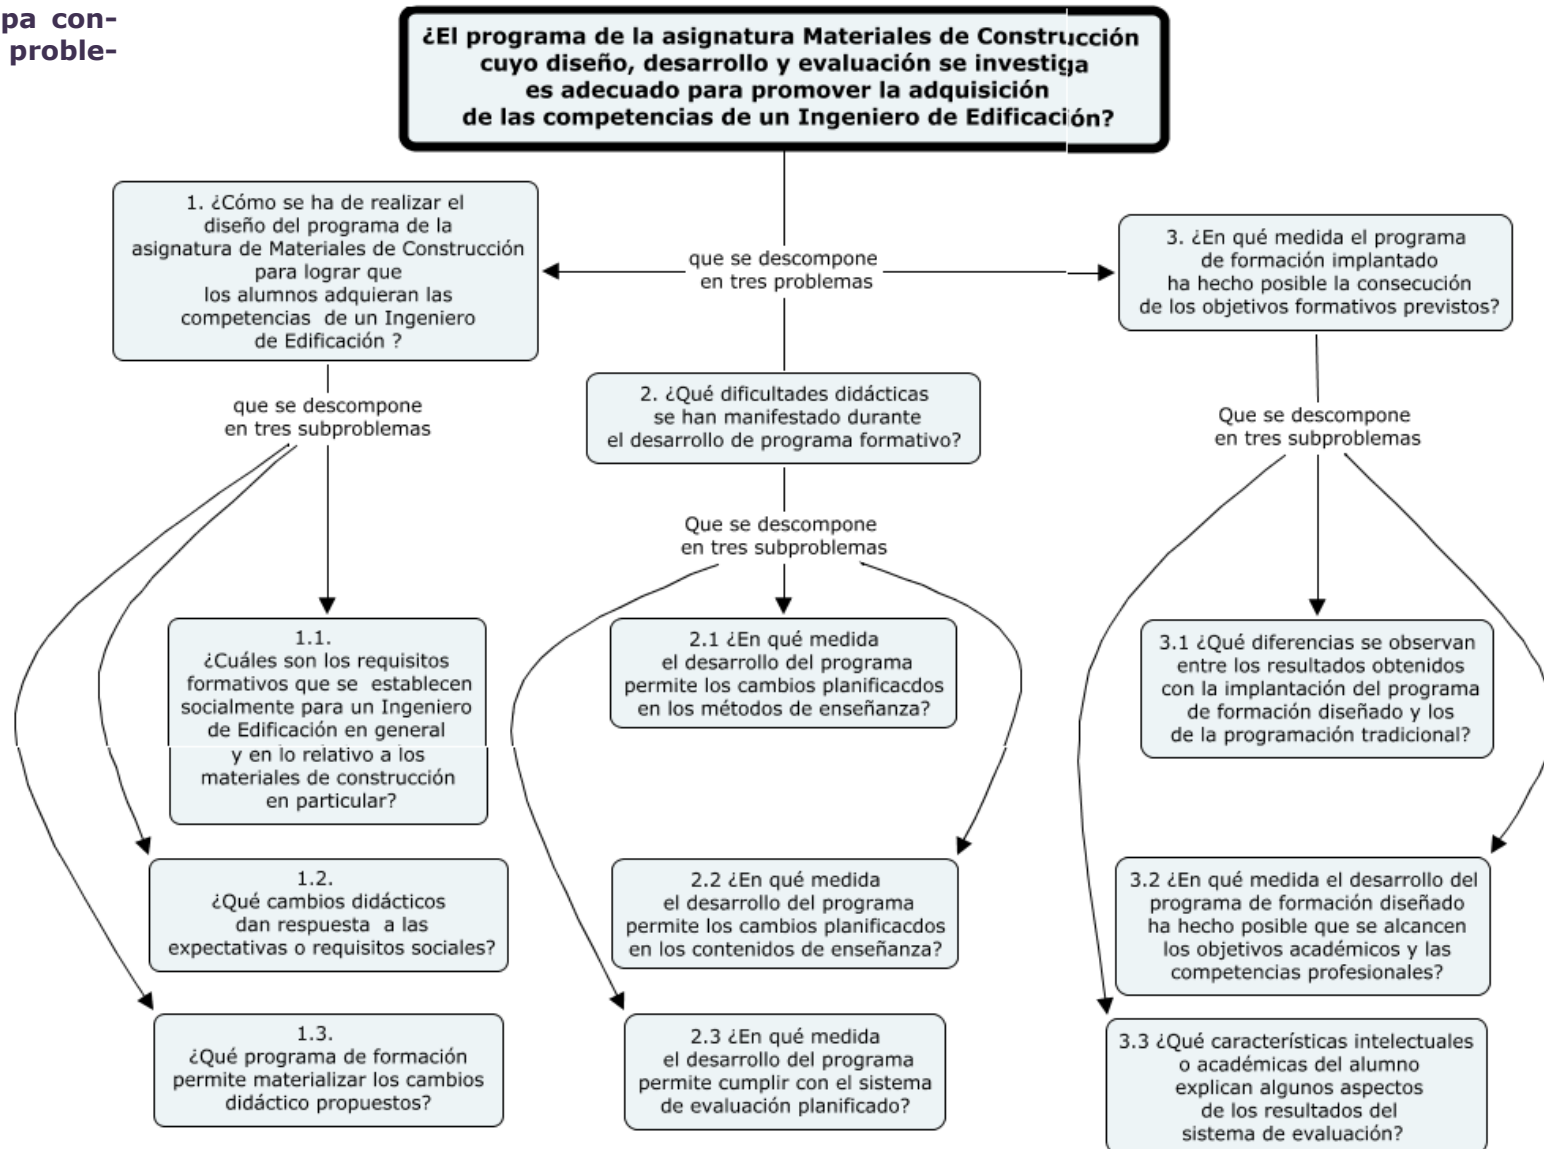 pa con-
proble-
¿El programa de la asignatura Materiales de Construcción
cuyo diseño, desarrollo y evaluación se investiga
es adecuado para promover la adquisición
de las competencias de un Ingeniero de Edificación?
que se descompone
en tres problemas
1. ¿Cómo se ha de realizar el
diseño del programa de la
asignatura de Materiales de Construcción
para lograr que
los alumnos adquieran las
competencias de un Ingeniero
de Edificación ?
que se descompone
en tres subproblemas
1.1.
¿Cuáles son los requisitos
formativos que se establecen
socialmente para un Ingeniero
de Edificación en general
y en lo relativo a los
materiales de construcción
en particular?
1.2.
¿Qué cambios didácticos
dan respuesta a las
expectativas o requisitos sociales?
1.3.
¿Qué programa de formación
permite materializar los cambios
didáctico propuestos?
2. ¿Qué dificultades didácticas
se han manifestado durante
el desarrollo de programa formativo?
Que se descompone
en tres subproblemas
2.1 ¿En qué medida
el desarrollo del programa
permite los cambios planificacdos
en los métodos de enseñanza?
2.2 ¿En qué medida
el desarrollo del programa
permite los cambios planificacdos
en los contenidos de enseñanza?
2.3 ¿En qué medida
el desarrollo del programa
permite cumplir con el sistema
de evaluación planificado?
3. ¿En qué medida el programa
de formación implantado
ha hecho posible la consecución
de los objetivos formativos previstos?
Que se descompone
en tres subproblemas
3.1 ¿Qué diferencias se observan
entre los resultados obtenidos
con la implantación del programa
de formación diseñado y los
de la programación tradicional?
3.2 ¿En qué medida el desarrollo del
programa de formación diseñado
ha hecho posible que se alcancen
los objetivos académicos y las
competencias profesionales?
3.3 ¿Qué características intelectuales
o académicas del alumno
explican algunos aspectos
de los resultados del
sistema de evaluación?